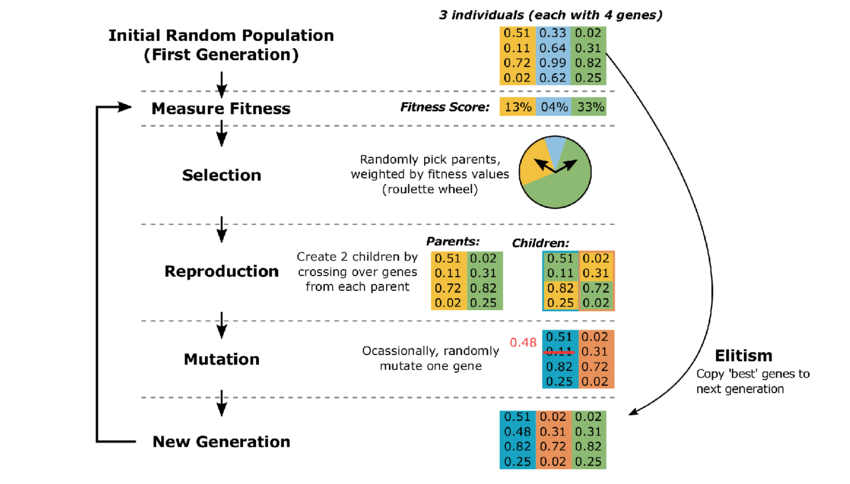 3 individuals (each with 4 genes)
Initial Random Population
(First Generation)
0.51 0.33 0.02
0.11 0.64 0.31
0.72 0.99 0.82
0.02 0.62 0.25
Measure Fitness
Fitness Score: 13% 04% 33%
Selection
Randomly pick parents,
weighted by fitness values
(roulette wheel)
Reproduction
Create 2 children by
crossing over genes
from each parent
Parents:
0.51 0.02
0.11 0.31
0.72 0.82
0.02 0.25
Children:
0.51 0.02
0.11 0.31
0.82 0.72
0.25 0.02
Mutation
Ocassionally, randomly
mutate one gene
0.48
0.51 0.02
0.11 0.31
0.82 0.72
0.25 0.02
Elitism
Copy 'best' genes to
next generation
New Generation
0.51 0.02 0.02
0.48 0.31 0.31
0.82 0.72 0.82
0.25 0.02 0.25